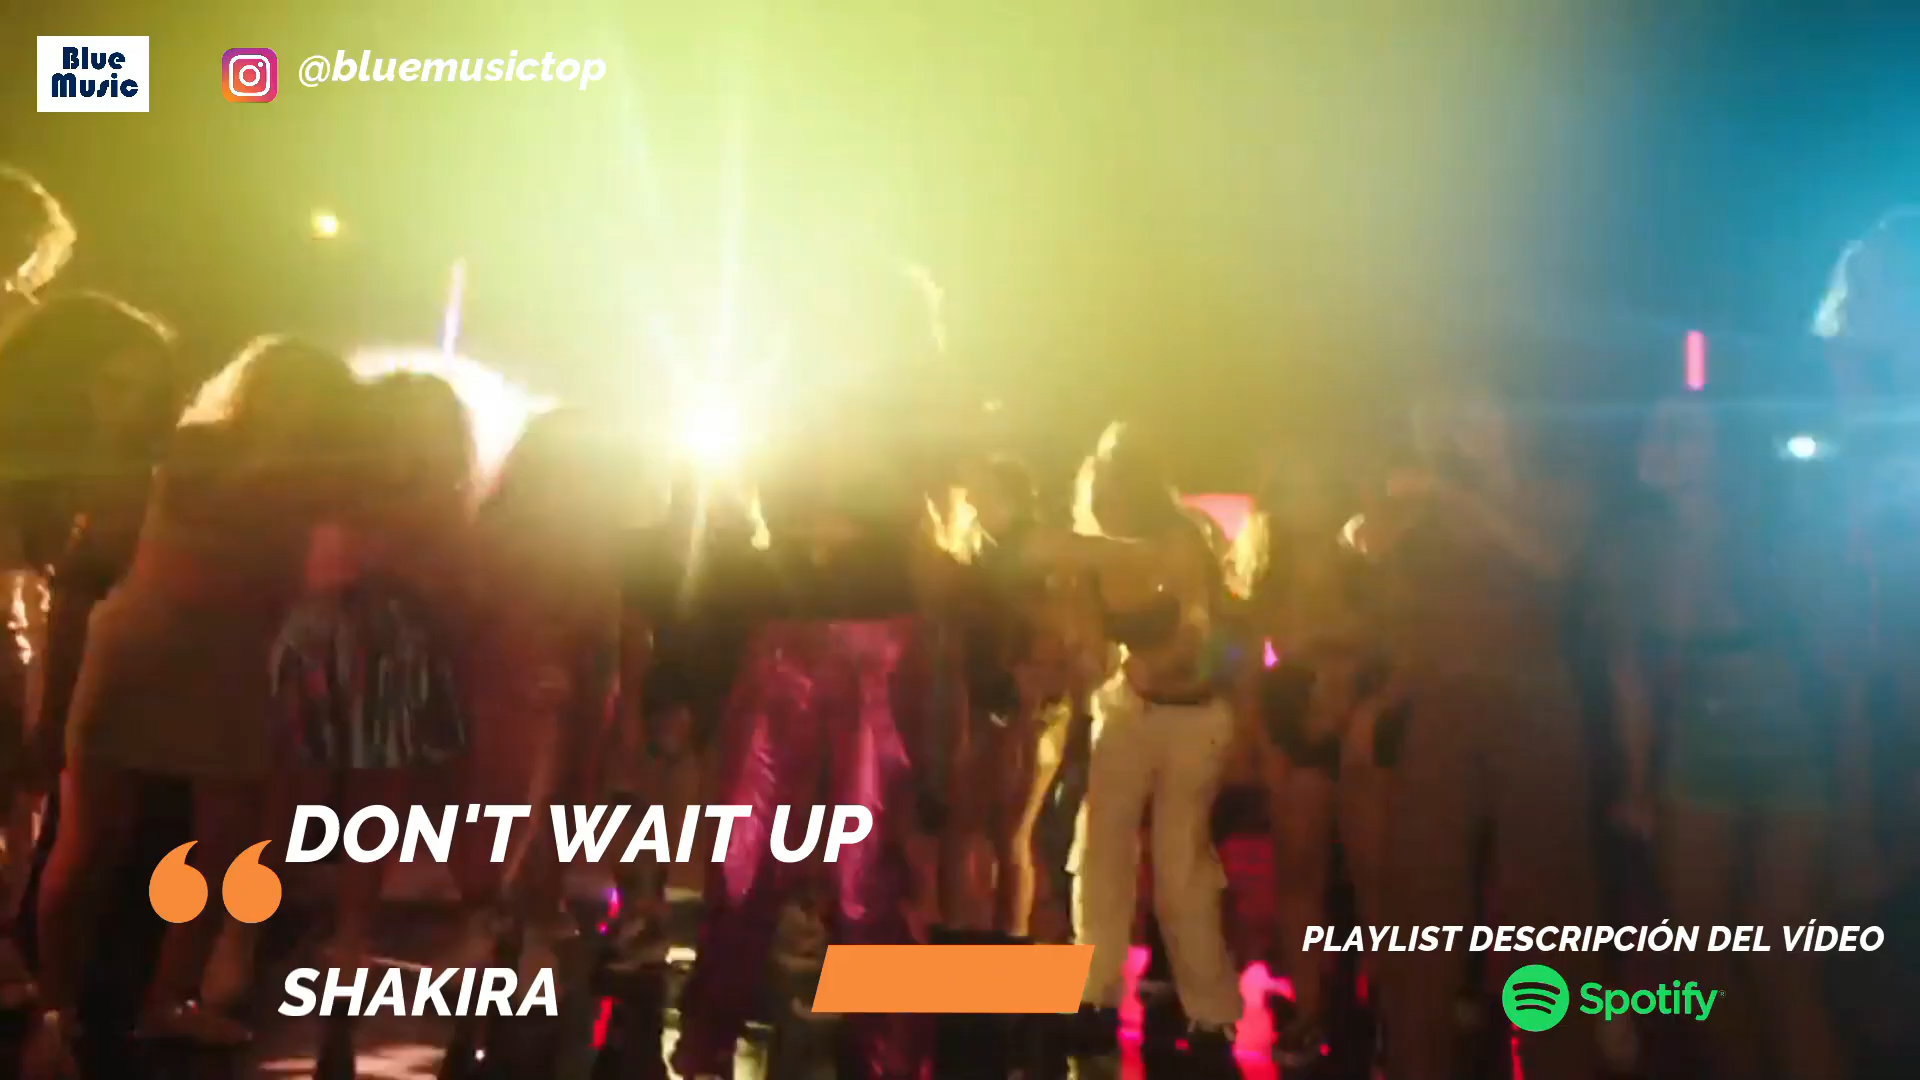 Blue
Music
@bluemusictop
DON'T WAIT UP
SHAKIRA
PLAYLIST DESCRIPCIÓN DEL VÍDEO
Spotify